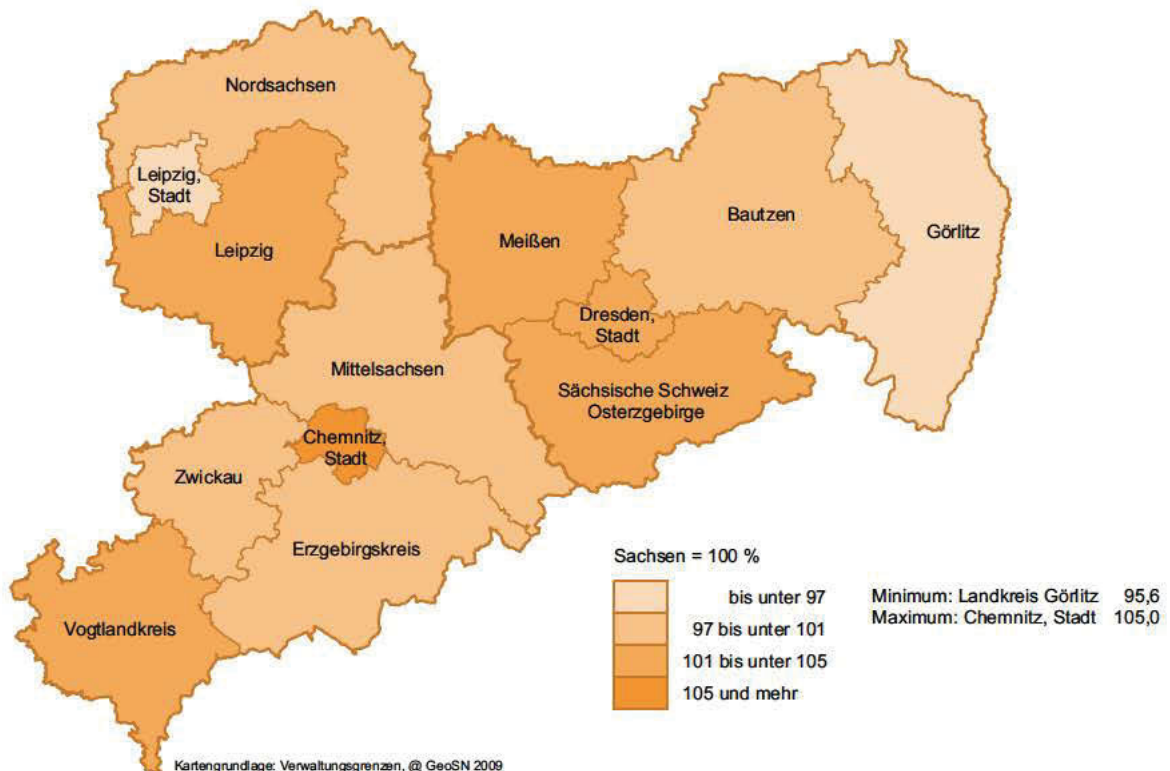 Nordsachsen
Leipzig,
Stadt
Leipzig
Meißen
Bautzen
Görlitz
Dresden,
Stadt
Mittelsachsen
Sächsische Schweiz
Osterzgebirge
Chemnitz,
Stadt
Zwickau
Erzgebirgskreis
Vogtlandkreis
Sachsen = 100 %
bis unter 97
97 bis unter 101
101 bis unter 105
105 und mehr
Minimum: Landkreis Görlitz 95,6
Maximum: Chemnitz, Stadt 105,0
Kartengrundlage: Verwaltungsgrenzen, @ GeoSN 2009